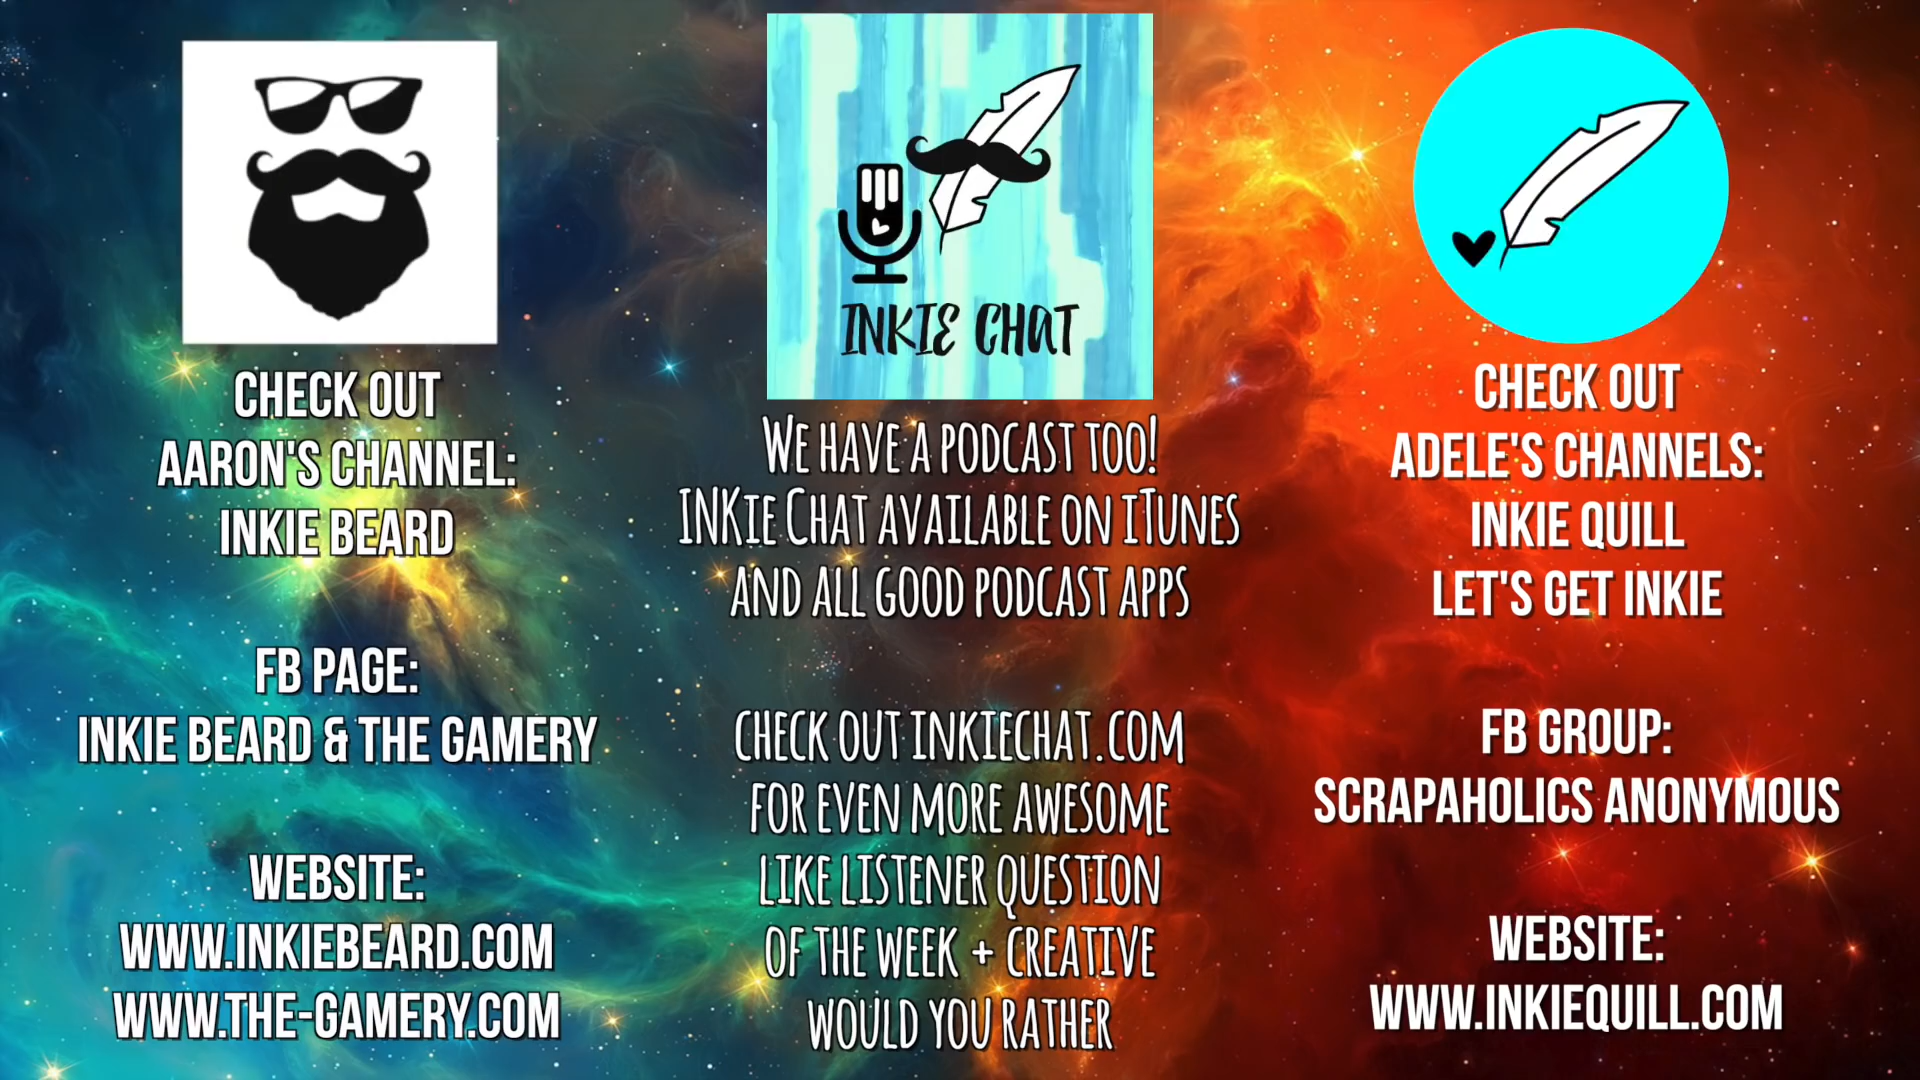 CHECK OUT
AARON'S CHANNEL:
INKIE BEARD
FB PAGE:
INKIE BEARD & THE GAMERY
WEBSITE:
WWW.INKIEBEARD.COM
WWW.THE-GAMERY.COM
INKIE CHAT
WE HAVE A PODCAST TOO!
INKIE CHAT AVAILABLE ON ITUNES
AND ALL GOOD PODCAST APPS
CHECK OUT INKIECHAT.COM
FOR EVEN MORE AWESOME
LIKE LISTENER QUESTION
OF THE WEEK + CREATIVE
WOULD YOU RATHER
CHECK OUT
ADELE'S CHANNELS:
INKIE QUILL
LET'S GET INKIE
FB GROUP:
SCRAPAHOLICS ANONYMOUS
WEBSITE:
WWW.INKIEQUILL.COM